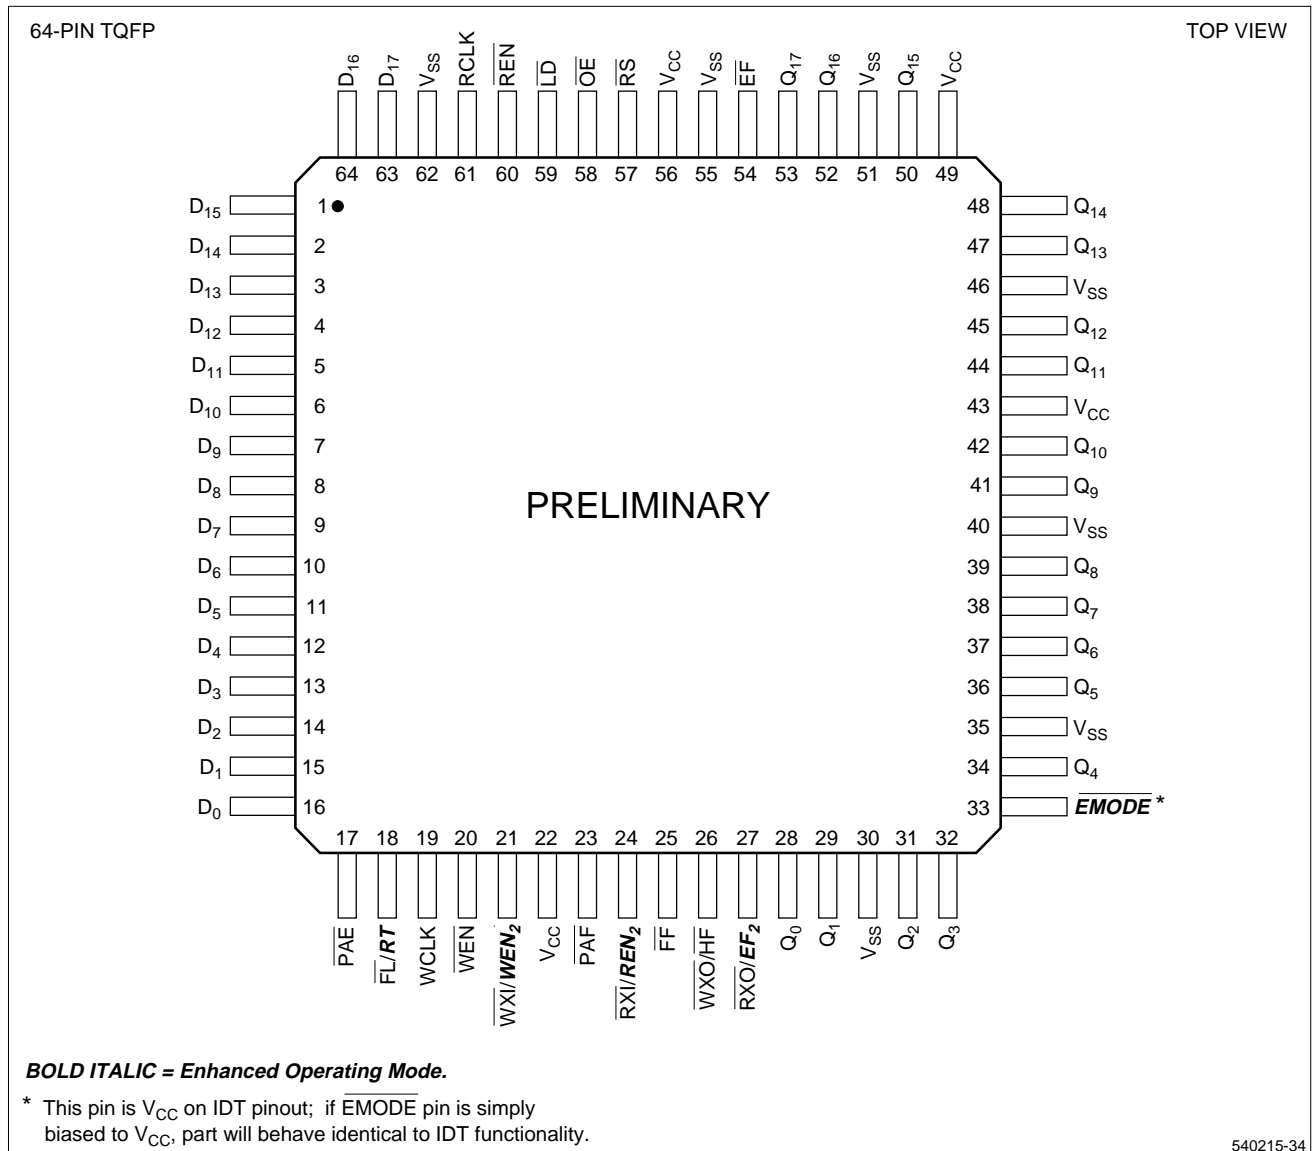 64-PIN TQFP
TOP VIEW
D16
D17
VSS
RCLK
REN
LD
OE
RS
VCC
VSS
EF
Q17
Q16
VSS
Q15
VCC
64 63 62 61 60 59 58 57 56 55 54 53 52 51 50 49
D15 1 48 Q14
D14 2 47 Q13
D13 3 46 VSS
D12 4 45 Q12
D11 5 44 Q11
D10 6 43 VCC
D9 7 42 Q10
D8 8 41 Q9
PRELIMINARY
D7 9 40 VSS
D6 10 39 Q8
D5 11 38 Q7
D4 12 37 Q6
D3 13 36 Q5
D2 14 35 VSS
D1 15 34 Q4
D0 16 33 EMODE *
17 18 19 20 21 22 23 24 25 26 27 28 29 30 31 32
PAE
FL/RT
WCLK
WEN
WXI/WEN2
VCC
PAF
RXI/REN2
FF
WXO/HF
RXO/EF2
Q0
Q1
VSS
Q2
Q3
BOLD ITALIC = Enhanced Operating Mode.
* This pin is VCC on IDT pinout; if EMODE pin is simply
biased to VCC, part will behave identical to IDT functionality.
540215-34